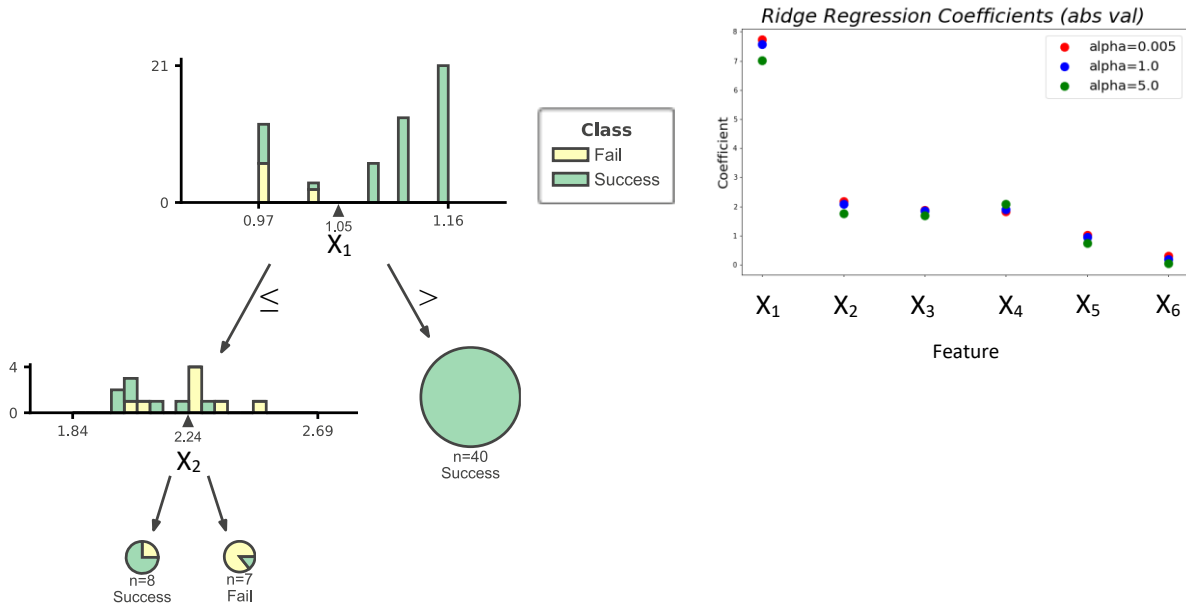 21
0
0.97
1.05
1.16
X1
Class
Fail
Success
≤
>
4
0
1.84
2.24
2.69
X2
n=40
Success
n=8
Success
n=7
Fail
Ridge Regression Coefficients (abs val)
8
7
6
5
4
3
2
1
0
Coefficient
alpha=0.005
alpha=1.0
alpha=5.0
X1 X2 X3 X4 X5 X6
Feature